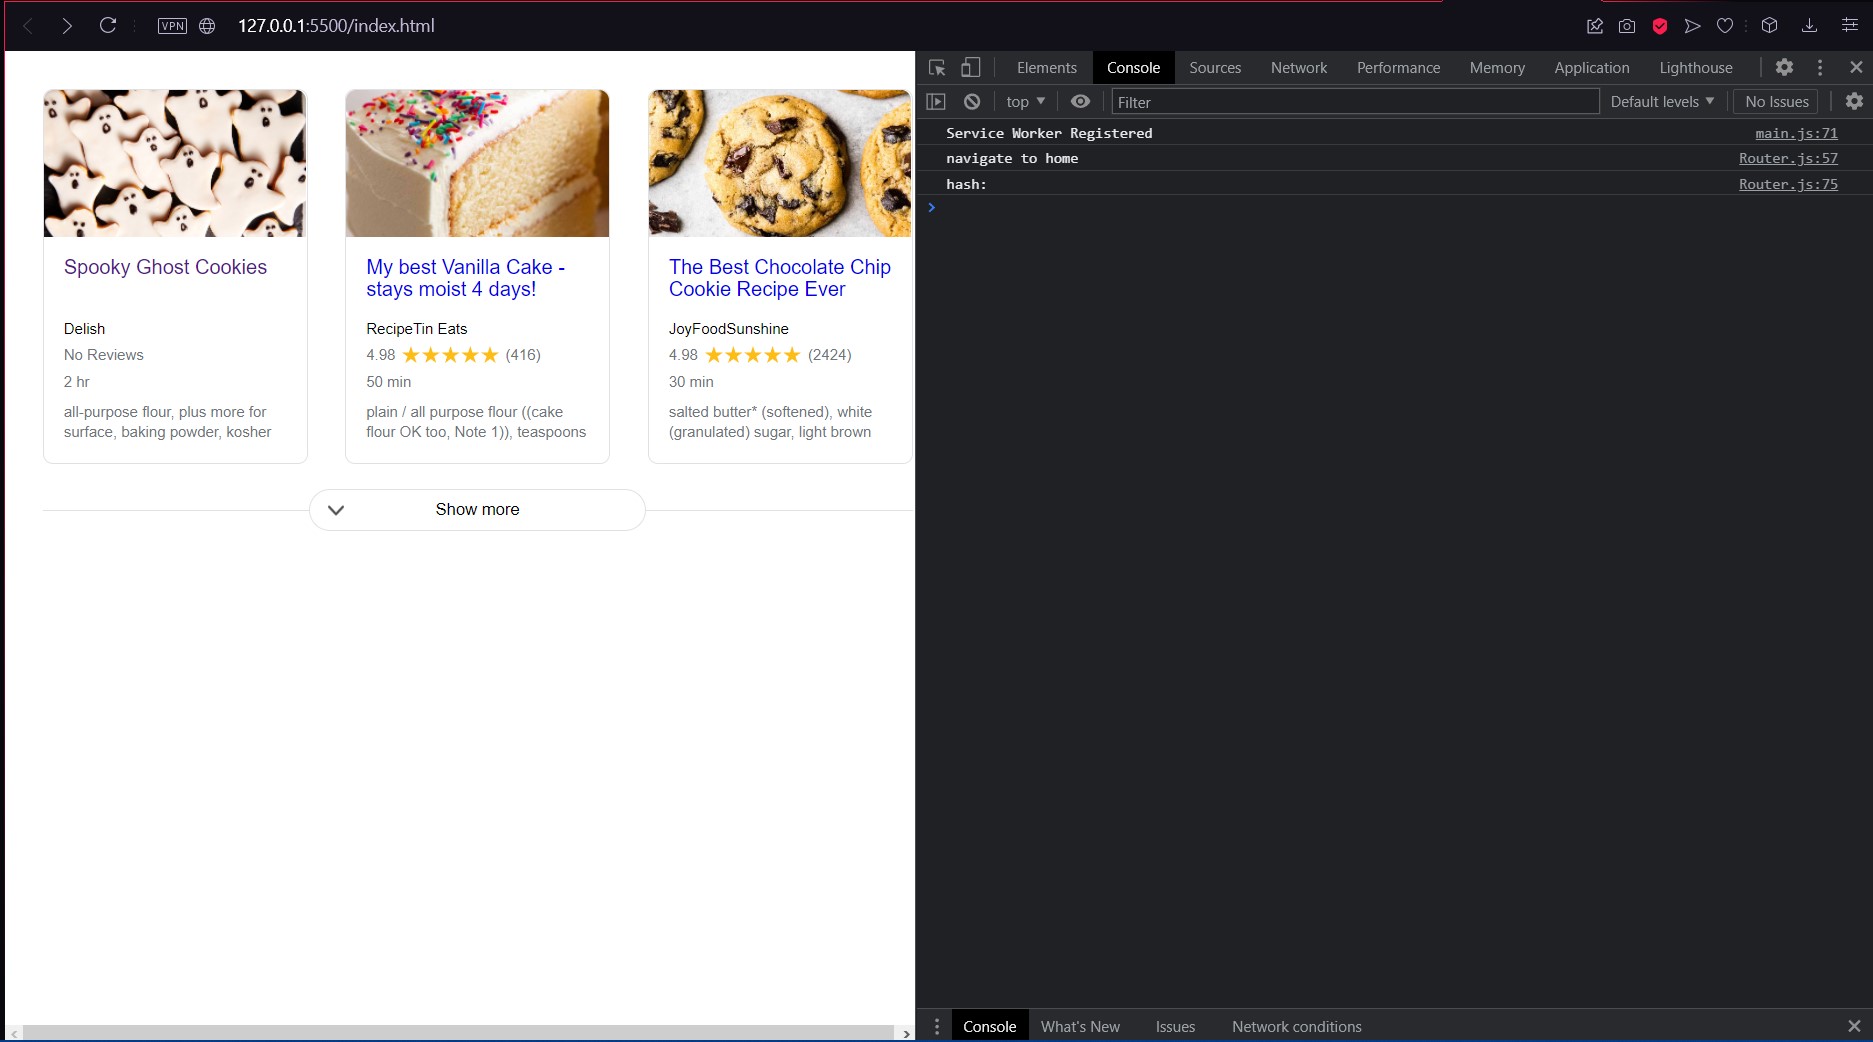 VPN 127.0.0.1:5500/index.html
Spooky Ghost Cookies
Delish
No Reviews
2 hr
all-purpose flour, plus more for
surface, baking powder, kosher
My best Vanilla Cake -
stays moist 4 days!
RecipeTin Eats
4.98 ★★★★★ (416)
50 min
plain / all purpose flour ((cake
flour OK too, Note 1)), teaspoons
The Best Chocolate Chip
Cookie Recipe Ever
JoyFoodSunshine
4.98 ★★★★★ (2424)
30 min
salted butter* (softened), white
(granulated) sugar, light brown
Show more
Elements Console Sources Network Performance Memory Application Lighthouse
top Filter Default levels No Issues
Service Worker Registered main.js:71
navigate to home Router.js:57
hash: Router.js:75
Console What's New Issues Network conditions